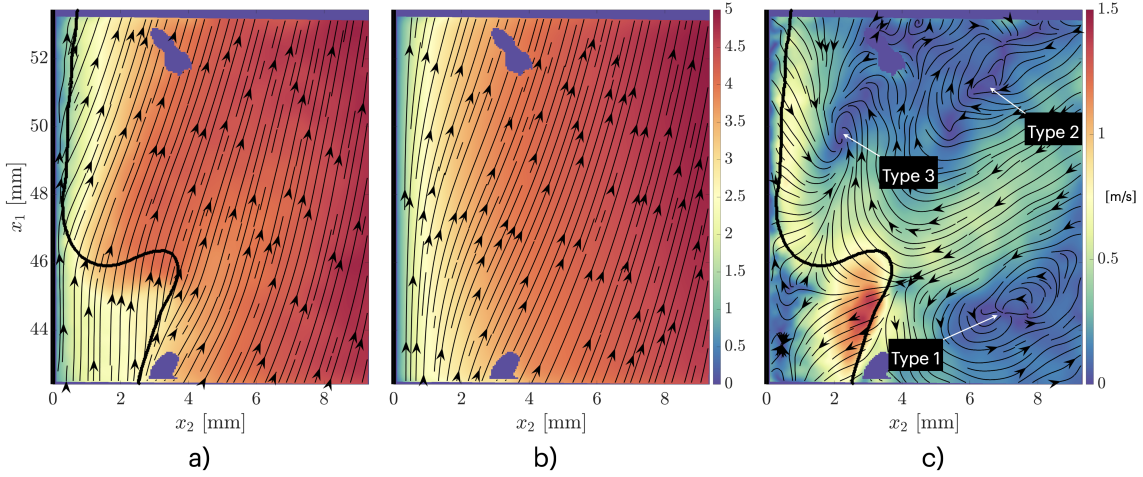 52
50
48
46
44
x₁ [mm]
0 2 4 6 8
x₂ [mm]
a)
0 2 4 6 8
x₂ [mm]
b)
5
4.5
4
3.5
3
2.5
2
1.5
1
0.5
0
Type 2
Type 3
Type 1
0 2 4 6 8
x₂ [mm]
c)
1.5
1
0.5
0
[m/s]